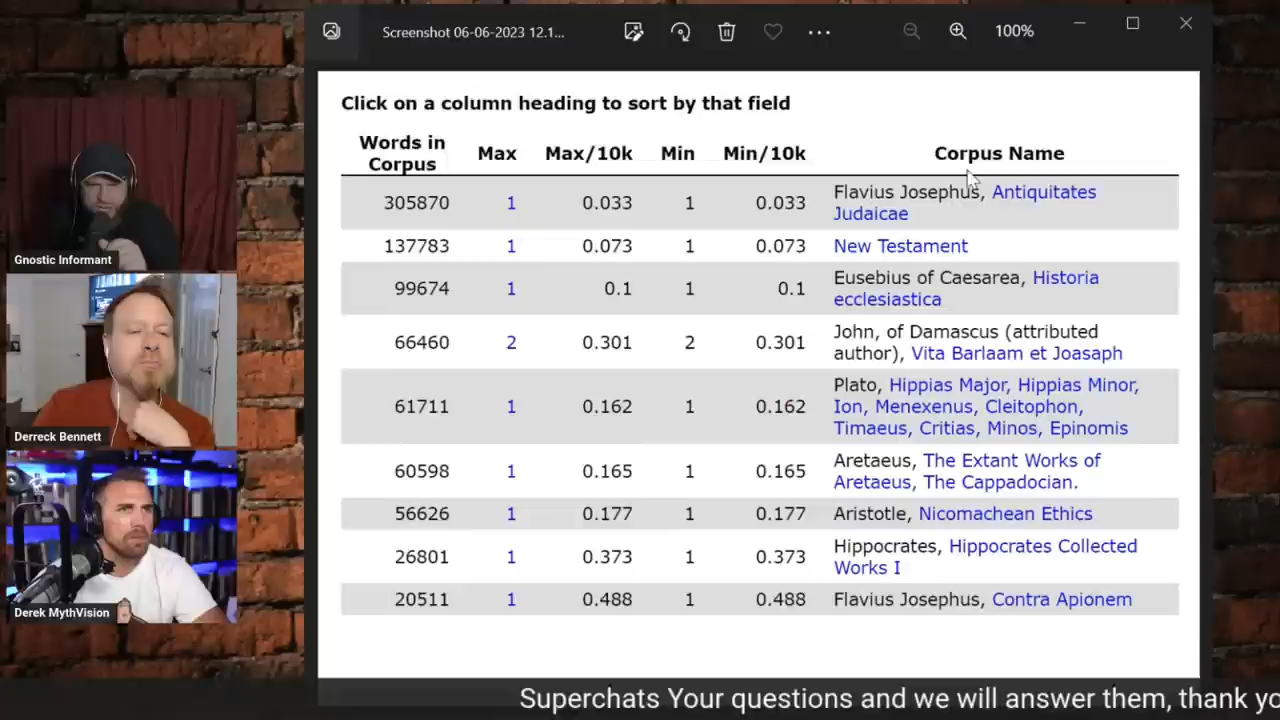 Screenshot 06-06-2023 12.1...
100%
Click on a column heading to sort by that field
Words in Corpus Max Max/10k Min Min/10k Corpus Name
305870 1 0.033 1 0.033 Flavius Josephus, Antiquitates
Judaicae
137783 1 0.073 1 0.073 New Testament
99674 1 0.1 1 0.1 Eusebius of Caesarea, Historia
ecclesiastica
66460 2 0.301 2 0.301 John, of Damascus (attributed
author), Vita Barlaam et Joasaph
61711 1 0.162 1 0.162 Plato, Hippias Major, Hippias Minor,
Ion, Menexenus, Cleitophon,
Timaeus, Critias, Minos, Epinomis
60598 1 0.165 1 0.165 Aretaeus, The Extant Works of
Aretaeus, The Cappadocian.
56626 1 0.177 1 0.177 Aristotle, Nicomachean Ethics
26801 1 0.373 1 0.373 Hippocrates, Hippocrates Collected
Works I
20511 1 0.488 1 0.488 Flavius Josephus, Contra Apionem
Gnostic Informant
Derreck Bennett
Derek MythVision
Superchats Your questions and we will answer them, thank yo